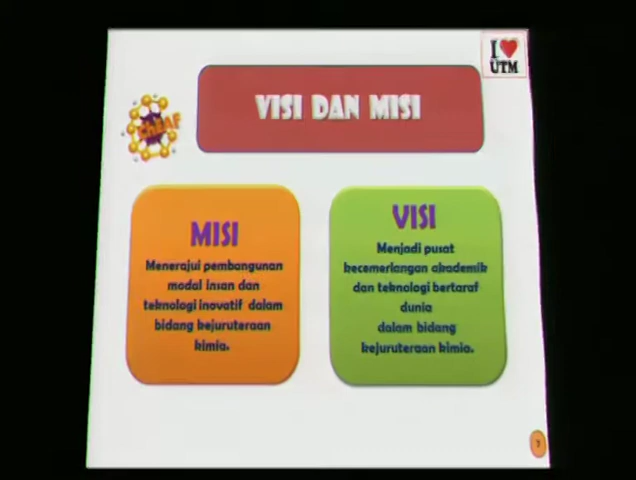 I ❤ UTM
VISI DAN MISI
MISI
Menerajui pembangunan
modal insan dan
teknologi inovatif dalam
bidang kejuruteraan
kimia.
VISI
Menjadi pusat
kecemerlangan akademik
dan teknologi bertaraf
dunia
dalam bidang
kejuruteraan kimia.